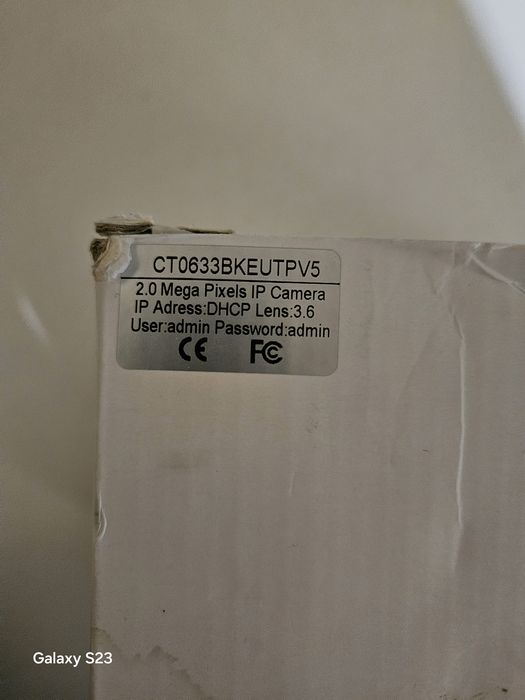 CT0633BKEUTPV5
2.0 Mega Pixels IP Camera
IP Adress:DHCP Lens:3.6
User:admin Password:admin
CE FC
Galaxy S23